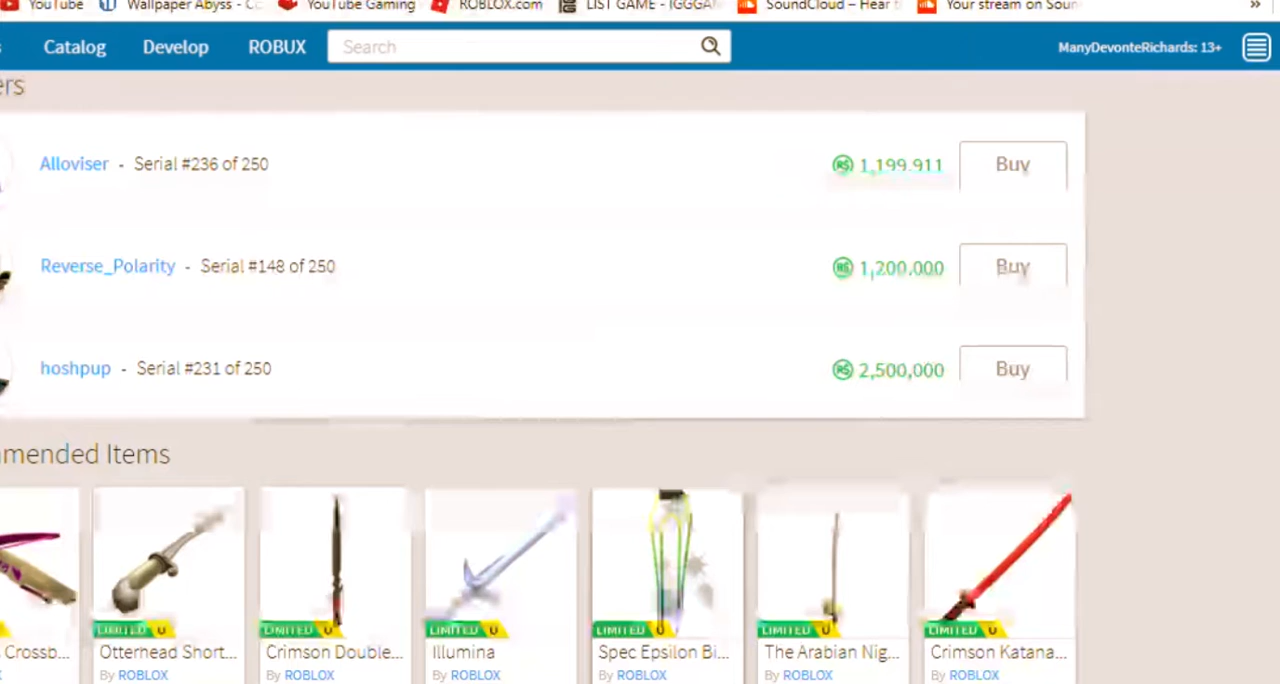 YouTube Wallpaper Abyss - Co YouTube Gaming ROBLOX.com LIST GAME - IGGGA SoundCloud – Hear Your stream on Soun »
s Catalog Develop ROBUX Search ManyDevonteRichards: 13+
ers
Alloviser - Serial #236 of 250 R$ 1,199,911 Buy
Reverse_Polarity - Serial #148 of 250 R$ 1,200,000 Buy
hoshpup - Serial #231 of 250 R$ 2,500,000 Buy
mmended Items
LIMITED U LIMITED U LIMITED U LIMITED U LIMITED U LIMITED U
s Crossb... Otterhead Short... Crimson Double... Illumina Spec Epsilon Bi... The Arabian Nig... Crimson Katana...
X By ROBLOX By ROBLOX By ROBLOX By ROBLOX By ROBLOX By ROBLOX